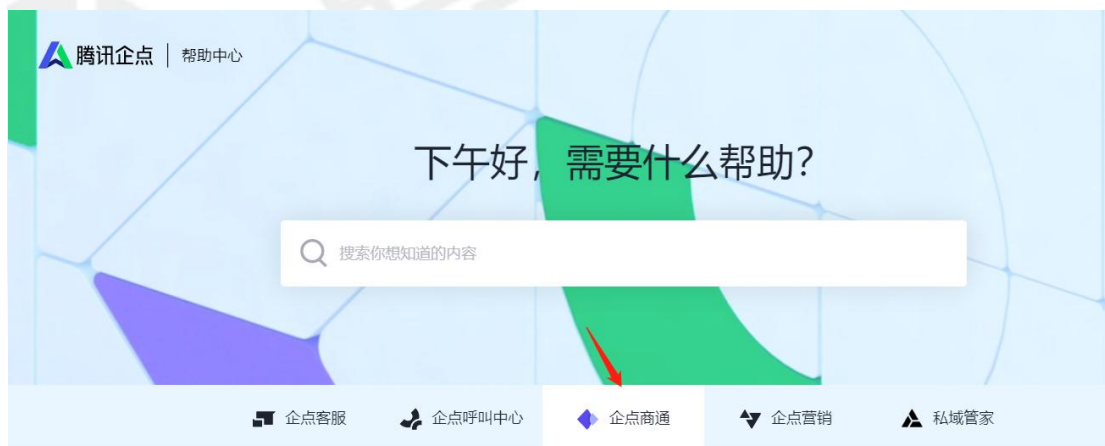 腾讯企点 | 帮助中心
下午好，需要什么帮助？
搜索你想知道的内容
企点客服 企点呼叫中心 企点商通 企点营销 私域管家